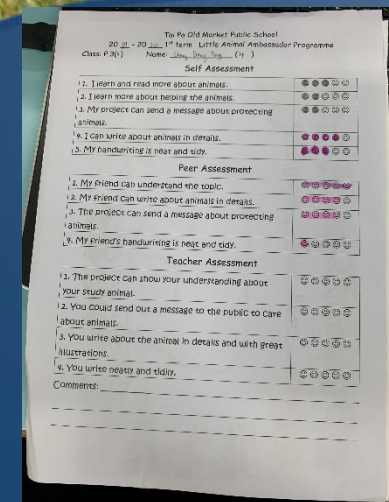 Tai Po Old Market Public School
20 - 20 1st term Little Animal Ambassador Programme
Class: P.3( ) Name: ( 4 )
Self Assessment
1. I learn and read more about animals.
2. I learn more about helping the animals.
3. My project can send a message about protecting
animals.
4. I can write about animals in details.
5. My handwriting is neat and tidy.
Peer Assessment
1. My friend can understand the topic.
2. My friend can write about animals in details.
3. The project can send a message about protecting
animals.
4. My friend's handwriting is neat and tidy.
Teacher Assessment
1. The project can show your understanding about
your study animal.
2. You could send out a message to the public to care
about animals.
3. You write about the animal in details and with great
illustrations.
4. You write neatly and tidily.
Comments: